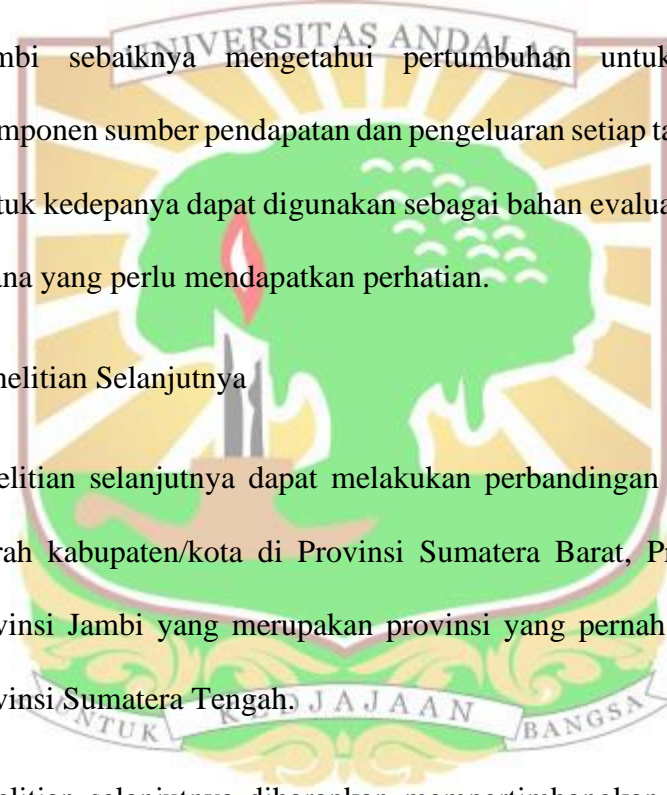 UNIVERSITAS ANDALAS
mbi sebaiknya mengetahui pertumbuhan untuk
mponen sumber pendapatan dan pengeluaran setiap ta
tuk kedepanya dapat digunakan sebagai bahan evalua
ana yang perlu mendapatkan perhatian.
nelitian Selanjutnya
elitian selanjutnya dapat melakukan perbandingan
rah kabupaten/kota di Provinsi Sumatera Barat, Pr
vinsi Jambi yang merupakan provinsi yang pernah
vinsi Sumatera Tengah.
UNTUK KEDJAJAAN BANGSA
elitian selanjutnya diharapkan mempertimbangkan